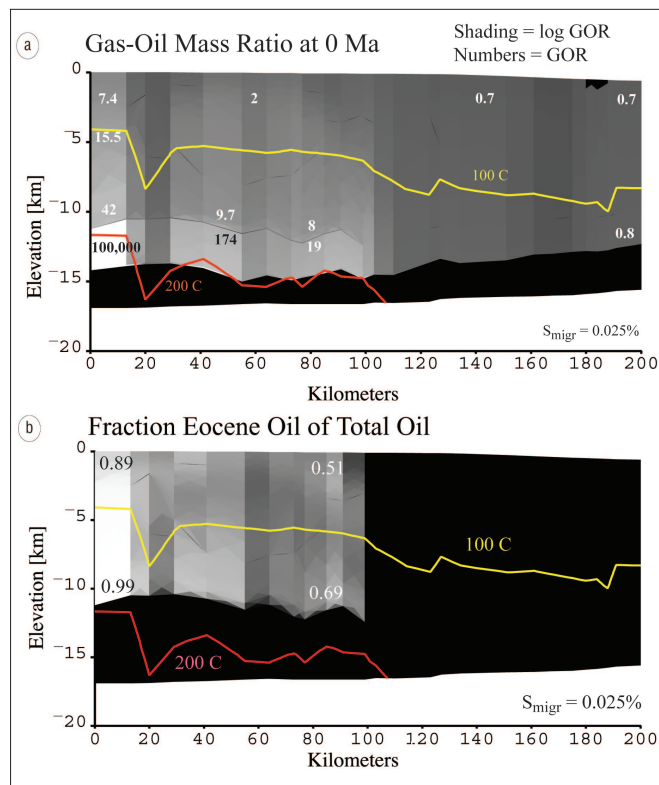 a
Gas-Oil Mass Ratio at 0 Ma
Shading = log GOR
Numbers = GOR
0
-5
-10
-15
-20
Elevation [km]
7.4
2
0.7
0.7
15.5
100 C
42
9.7
8
0.8
100,000
174
19
200 C
Smigr = 0.025%
0 20 40 60 80 100 120 140 160 180 200
Kilometers
b
Fraction Eocene Oil of Total Oil
0
-5
-10
-15
-20
Elevation [km]
0.89
0.51
100 C
0.99
0.69
200 C
Smigr = 0.025%
0 20 40 60 80 100 120 140 160 180 200
Kilometers